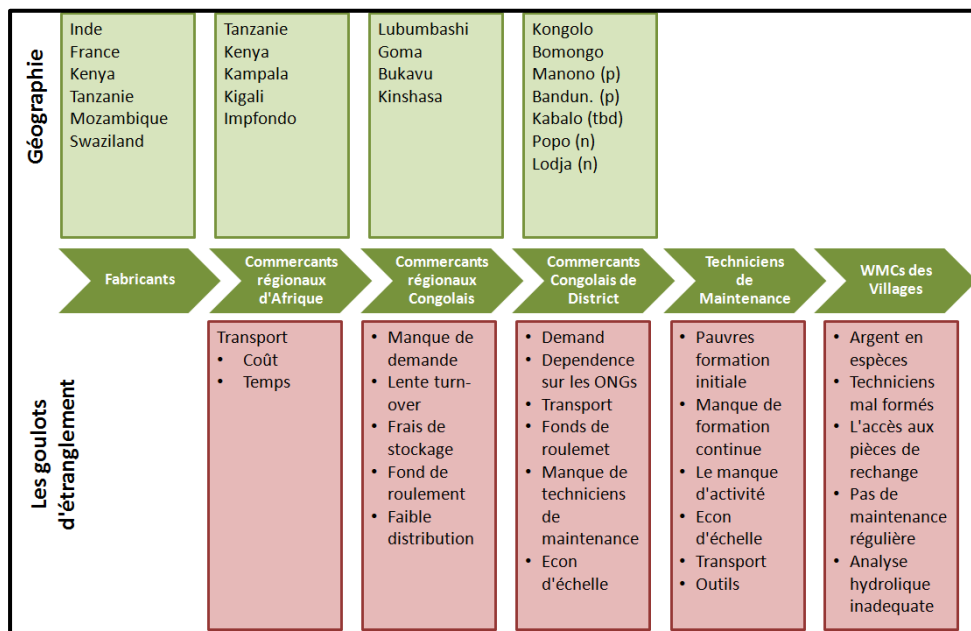 Géographie
Inde
France
Kenya
Tanzanie
Mozambique
Swaziland
Tanzanie
Kenya
Kampala
Kigali
Impfondo
Lubumbashi
Goma
Bukavu
Kinshasa
Kongolo
Bomongo
Manono (p)
Bandun. (p)
Kabalo (tbd)
Popo (n)
Lodja (n)
Fabricants
Commercants
régionaux
d'Afrique
Commercants
régionaux
Congolais
Commercants
Congolais de
District
Techniciens
de
Maintenance
WMCs des
Villages
Les goulots
d'étranglement
Transport
• Coût
• Temps
• Manque de
demande
• Lente turn-
over
• Frais de
stockage
• Fond de
roulement
• Faible
distribution
• Demand
• Dependence
sur les ONGs
• Transport
• Fonds de
roulemet
• Manque de
techniciens
de
maintenance
• Econ
d'échelle
• Pauvres
formation
initiale
• Manque de
formation
continue
• Le manque
d'activité
• Econ
d'échelle
• Transport
• Outils
• Argent en
espèces
• Techniciens
mal formés
• L'accès aux
pièces de
rechange
• Pas de
maintenance
régulière
• Analyse
hydrolique
inadequate